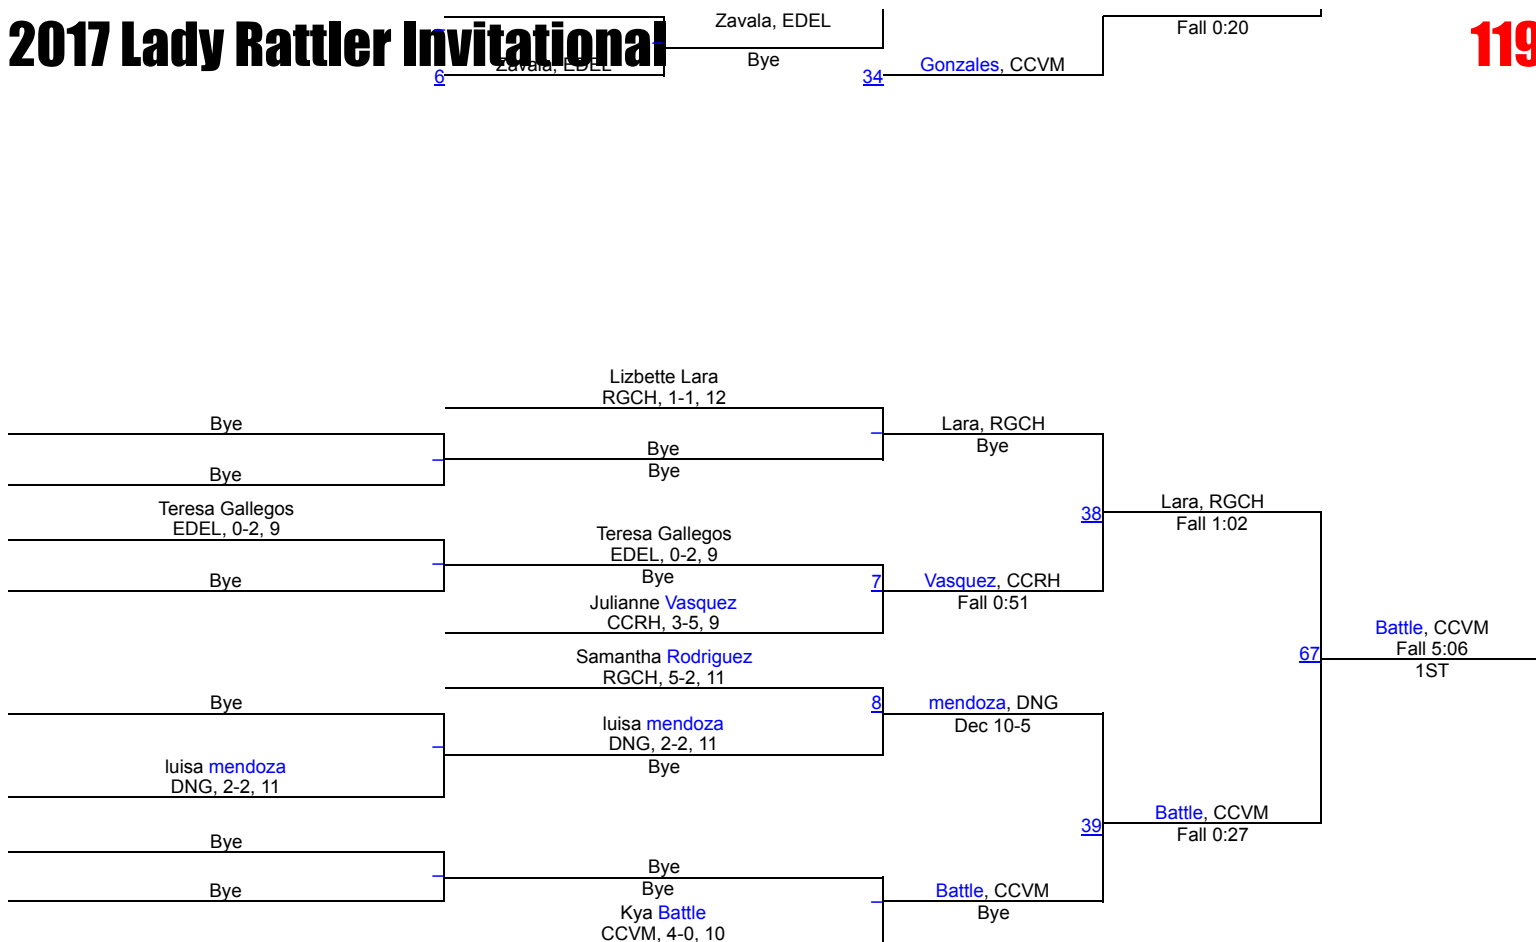 Zavala, EDEL
Fall 0:20
2017 Lady Rattler Invitational
119
Zavala, EDEL
6
Bye
34
Gonzales, CCVM
Lizbette Lara
RGCH, 1-1, 12
Bye
Lara, RGCH
Bye
Bye
Bye
Bye
Teresa Gallegos
EDEL, 0-2, 9
Lara, RGCH
38
Fall 1:02
Teresa Gallegos
EDEL, 0-2, 9
Bye
Bye
7
Vasquez, CCRH
Fall 0:51
Julianne Vasquez
CCRH, 3-5, 9
Battle, CCVM
Fall 5:06
67
1ST
Samantha Rodriguez
RGCH, 5-2, 11
Bye
8
mendoza, DNG
Dec 10-5
luisa mendoza
DNG, 2-2, 11
Bye
luisa mendoza
DNG, 2-2, 11
Battle, CCVM
39
Fall 0:27
Bye
Bye
Bye
Bye
Battle, CCVM
Bye
Kya Battle
CCVM, 4-0, 10